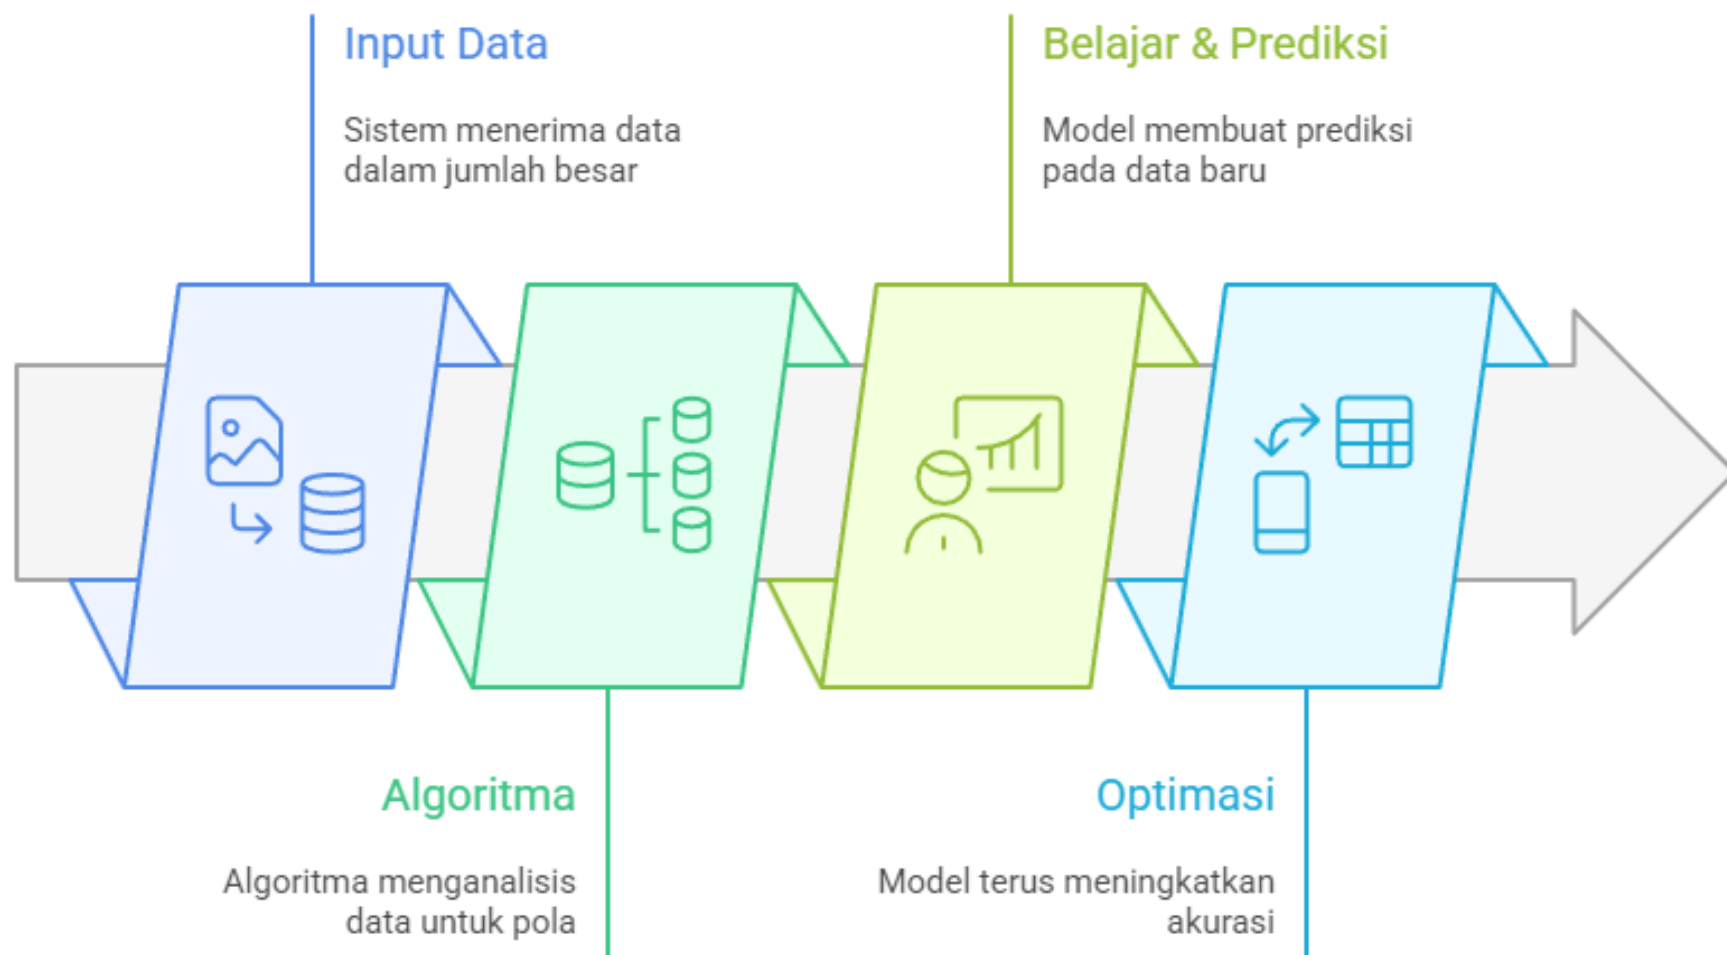 Input Data
Sistem menerima data
dalam jumlah besar
Belajar & Prediksi
Model membuat prediksi
pada data baru
Algoritma
Algoritma menganalisis
data untuk pola
Optimasi
Model terus meningkatkan
akurasi